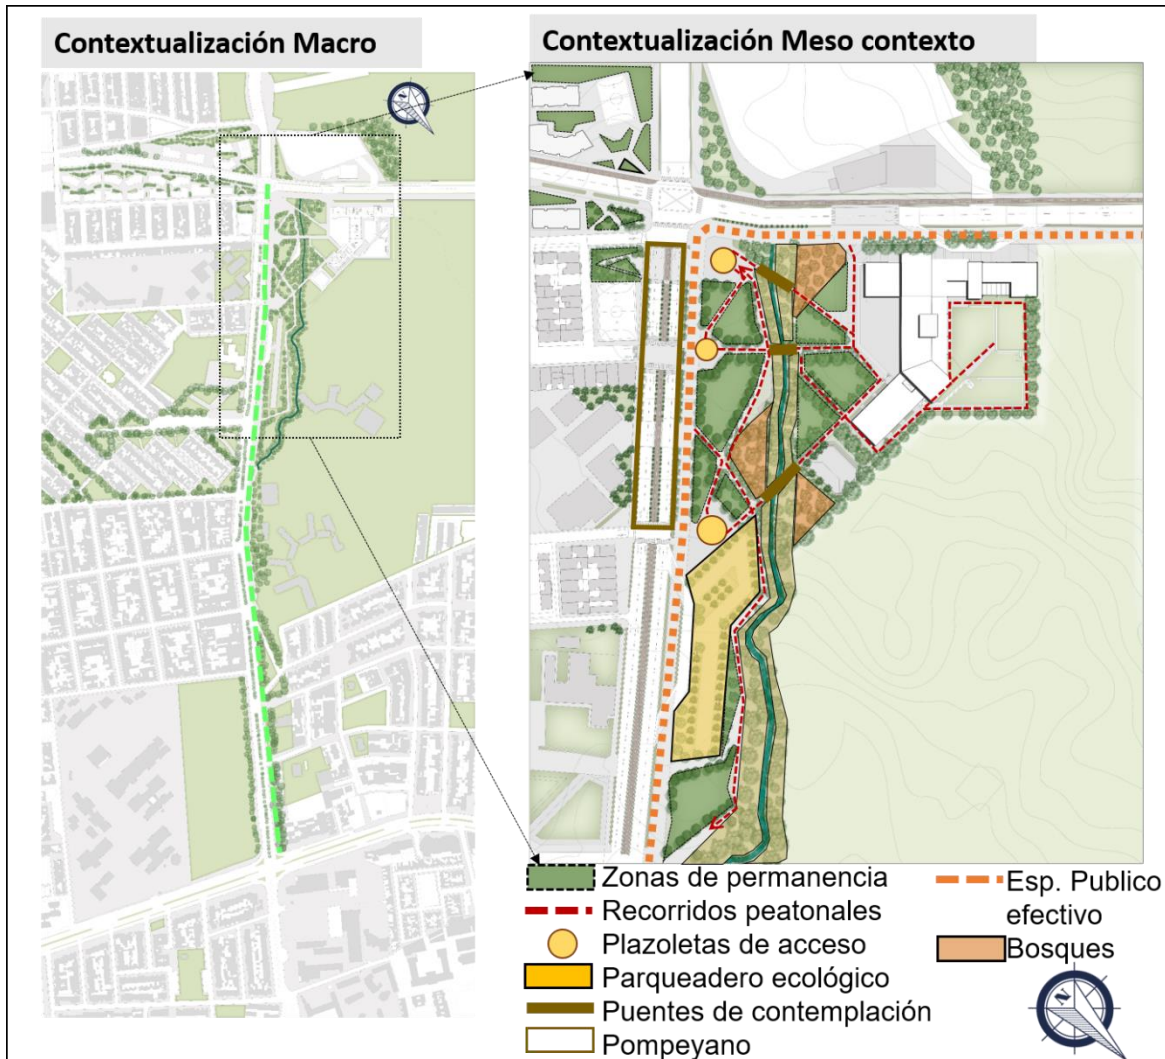 Contextualización Macro
Contextualización Meso contexto
N
Zonas de permanencia
Recorridos peatonales
Plazoletas de acceso
Parqueadero ecológico
Puentes de contemplación
Pompeyano
Esp. Publico
efectivo
Bosques
N